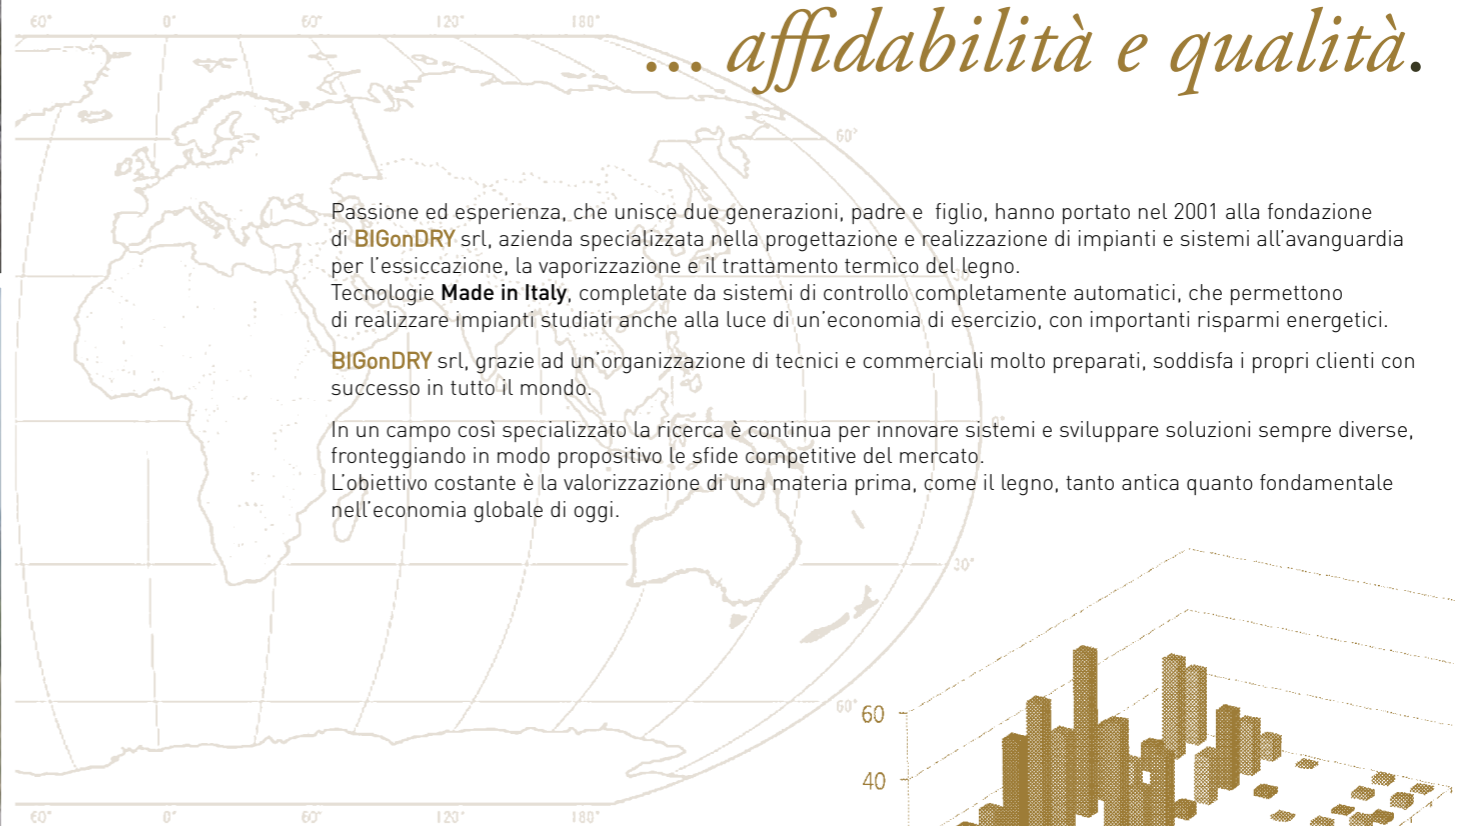 60° 0° 60° 120° 180°
... affidabilità e qualità.
60°
Passione ed esperienza, che unisce due generazioni, padre e figlio, hanno portato nel 2001 alla fondazione
di BIGonDRY srl, azienda specializzata nella progettazione e realizzazione di impianti e sistemi all'avanguardia
per l'essiccazione, la vaporizzazione e il trattamento termico del legno.
Tecnologie Made in Italy, completate da sistemi di controllo completamente automatici, che permettono
di realizzare impianti studiati anche alla luce di un'economia di esercizio, con importanti risparmi energetici.
BIGonDRY srl, grazie ad un'organizzazione di tecnici e commerciali molto preparati, soddisfa i propri clienti con
successo in tutto il mondo.
0°
In un campo così specializzato la ricerca è continua per innovare sistemi e sviluppare soluzioni sempre diverse,
fronteggiando in modo propositivo le sfide competitive del mercato.
L'obiettivo costante è la valorizzazione di una materia prima, come il legno, tanto antica quanto fondamentale
nell'economia globale di oggi.
30°
60°
60
40
60° 0° 60° 120° 180°